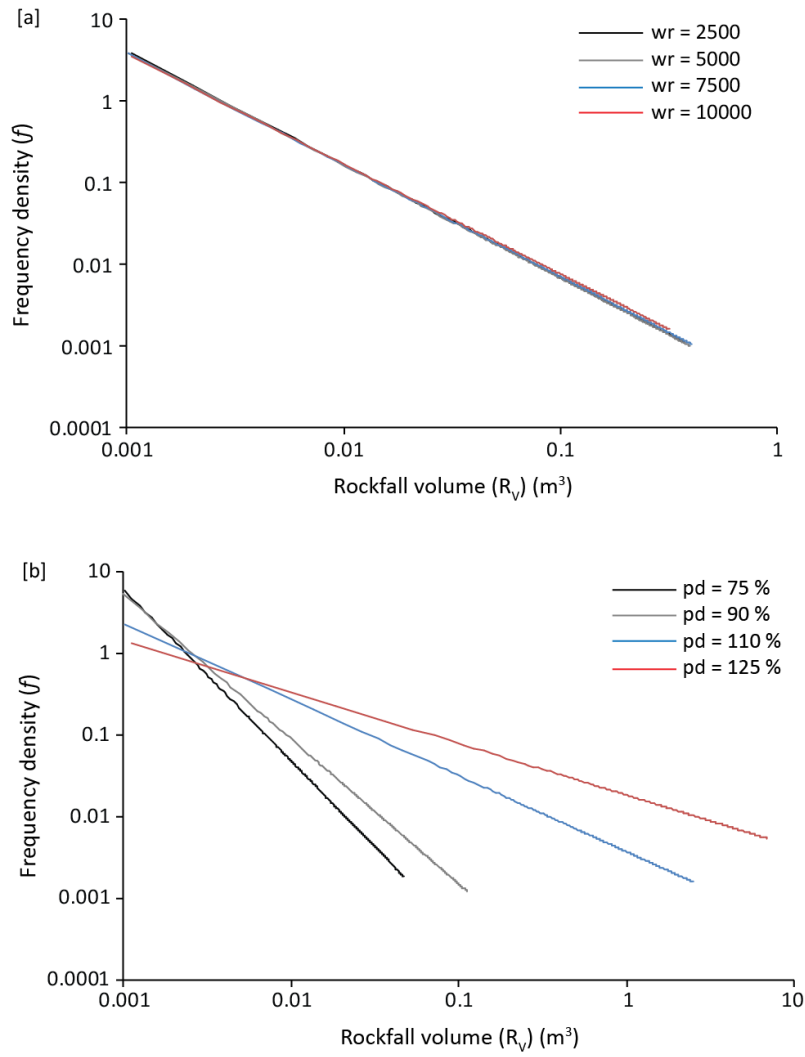 [a]
10
1
0.1
0.01
0.001
0.0001
Frequency density (f)
0.001
0.01
0.1
1
Rockfall volume (R_V) (m³)
wr = 2500
wr = 5000
wr = 7500
wr = 10000
[b]
10
1
0.1
0.01
0.001
0.0001
Frequency density (f)
0.001
0.01
0.1
1
10
Rockfall volume (R_V) (m³)
pd = 75 %
pd = 90 %
pd = 110 %
pd = 125 %